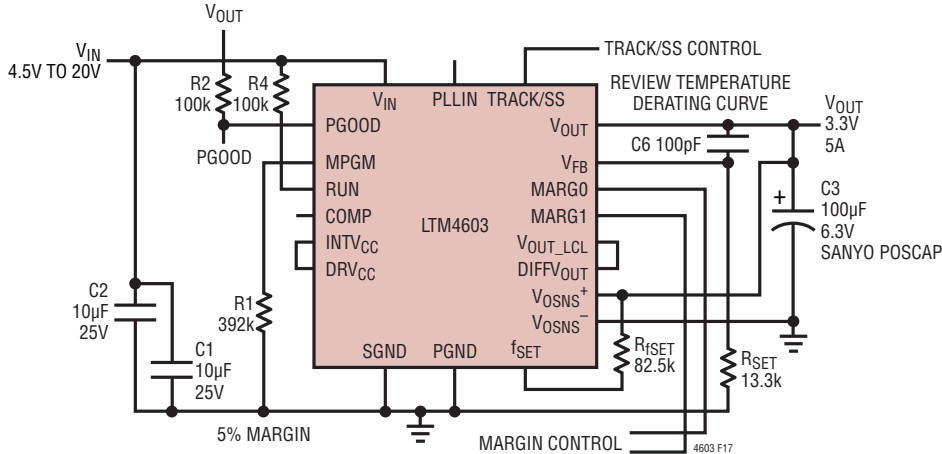 VOUT
VIN
4.5V TO 20V
R2
100k
R4
100k
PGOOD
TRACK/SS CONTROL
REVIEW TEMPERATURE
DERATING CURVE
VIN
PLLIN
TRACK/SS
PGOOD
MPGM
RUN
COMP
INTVCC
DRVCC
LTM4603
VOUT
VFB
MARG0
MARG1
VOUT_LCL
DIFFVOUT
VOSNS+
VOSNS–
SGND
PGND
fSET
C6 100pF
VOUT
3.3V
5A
+
C3
100µF
6.3V
SANYO POSCAP
C2
10µF
25V
C1
10µF
25V
R1
392k
RfSET
82.5k
RSET
13.3k
5% MARGIN
MARGIN CONTROL
4603 F17